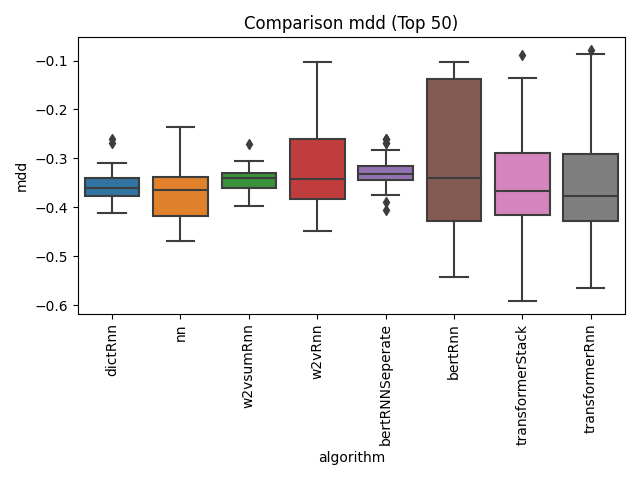 Comparison mdd (Top 50)
mdd
−0.1
−0.2
−0.3
−0.4
−0.5
−0.6
dictRnn
nn
w2vsumRnn
w2vRnn
bertRNNSeperate
bertRnn
transformerStack
transformerRnn
algorithm